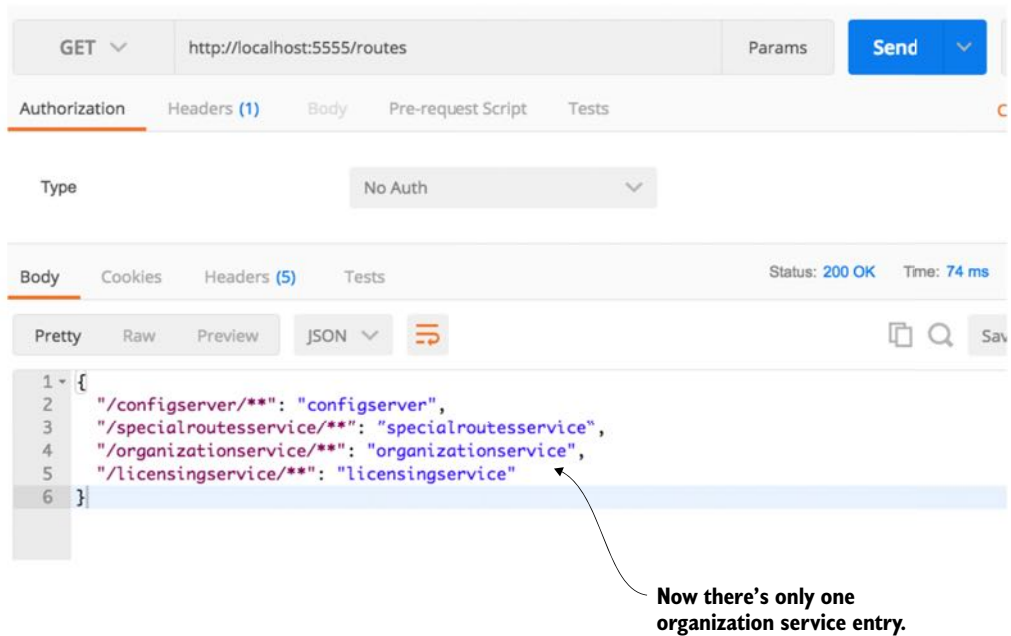 GET http://localhost:5555/routes Params Send
Authorization Headers (1) Body Pre-request Script Tests
Type No Auth
Body Cookies Headers (5) Tests Status: 200 OK Time: 74 ms
Pretty Raw Preview JSON
1 {
2 "/configserver/**": "configserver",
3 "/specialroutesservice/**": "specialroutesservice",
4 "/organizationservice/**": "organizationservice",
5 "/licensingservice/**": "licensingservice"
6 }
Now there's only one
organization service entry.